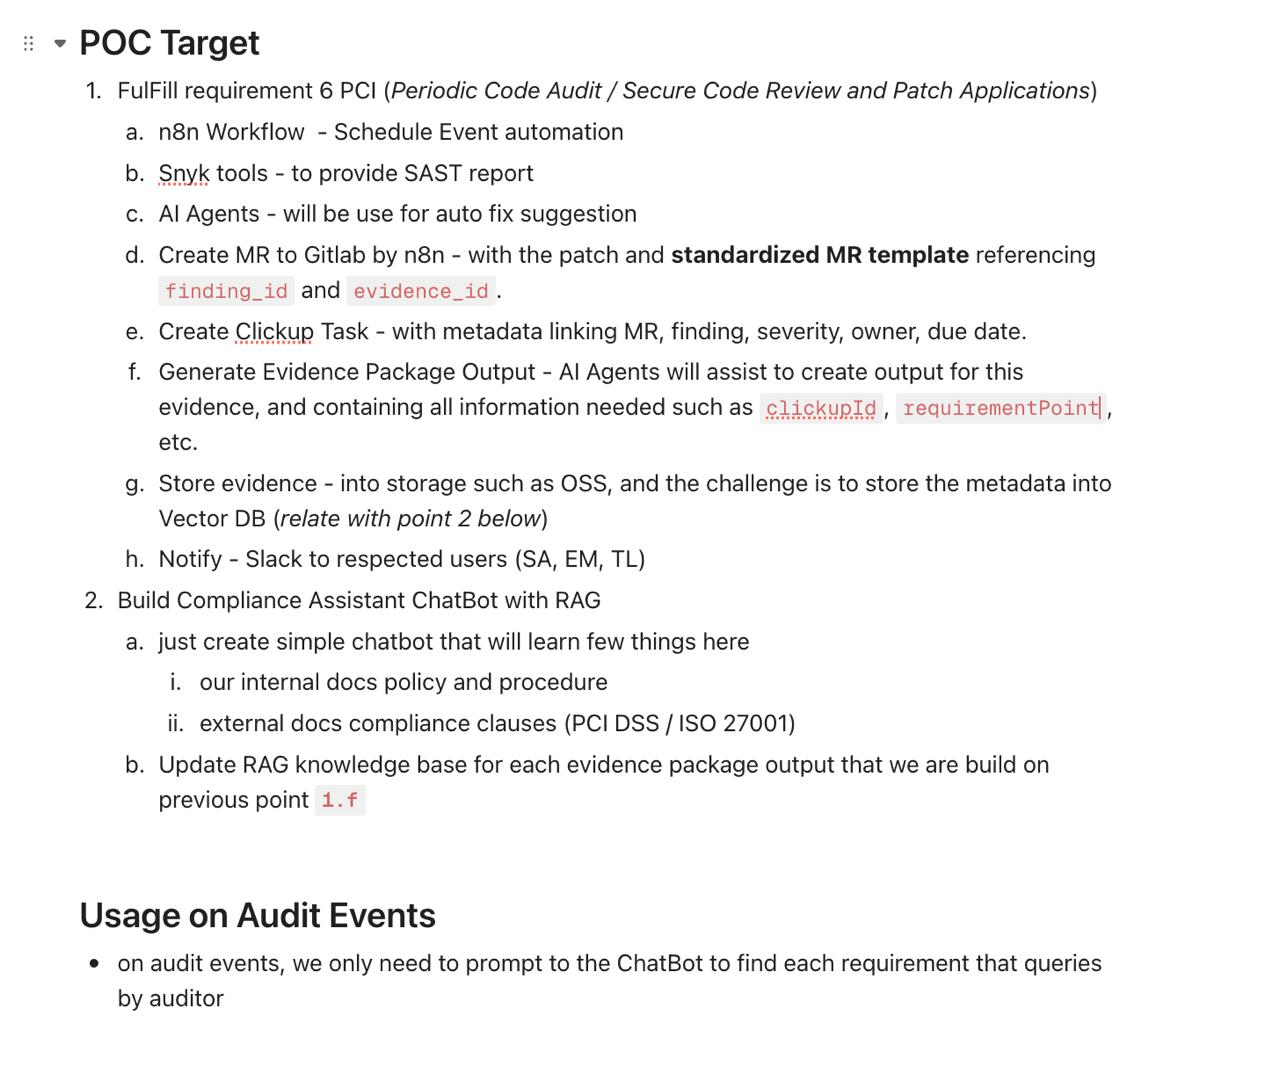 POC Target
1. FulFill requirement 6 PCI (Periodic Code Audit / Secure Code Review and Patch Applications)
a. n8n Workflow  - Schedule Event automation
b. Snyk tools - to provide SAST report
c. AI Agents - will be use for auto fix suggestion
d. Create MR to Gitlab by n8n - with the patch and standardized MR template referencing
finding_id and evidence_id.
e. Create Clickup Task - with metadata linking MR, finding, severity, owner, due date.
f. Generate Evidence Package Output - AI Agents will assist to create output for this
evidence, and containing all information needed such as clickupId, requirementPoint,
etc.
g. Store evidence - into storage such as OSS, and the challenge is to store the metadata into
Vector DB (relate with point 2 below)
h. Notify - Slack to respected users (SA, EM, TL)
2. Build Compliance Assistant ChatBot with RAG
a. just create simple chatbot that will learn few things here
i. our internal docs policy and procedure
ii. external docs compliance clauses (PCI DSS / ISO 27001)
b. Update RAG knowledge base for each evidence package output that we are build on
previous point 1.f
Usage on Audit Events
• on audit events, we only need to prompt to the ChatBot to find each requirement that queries
by auditor